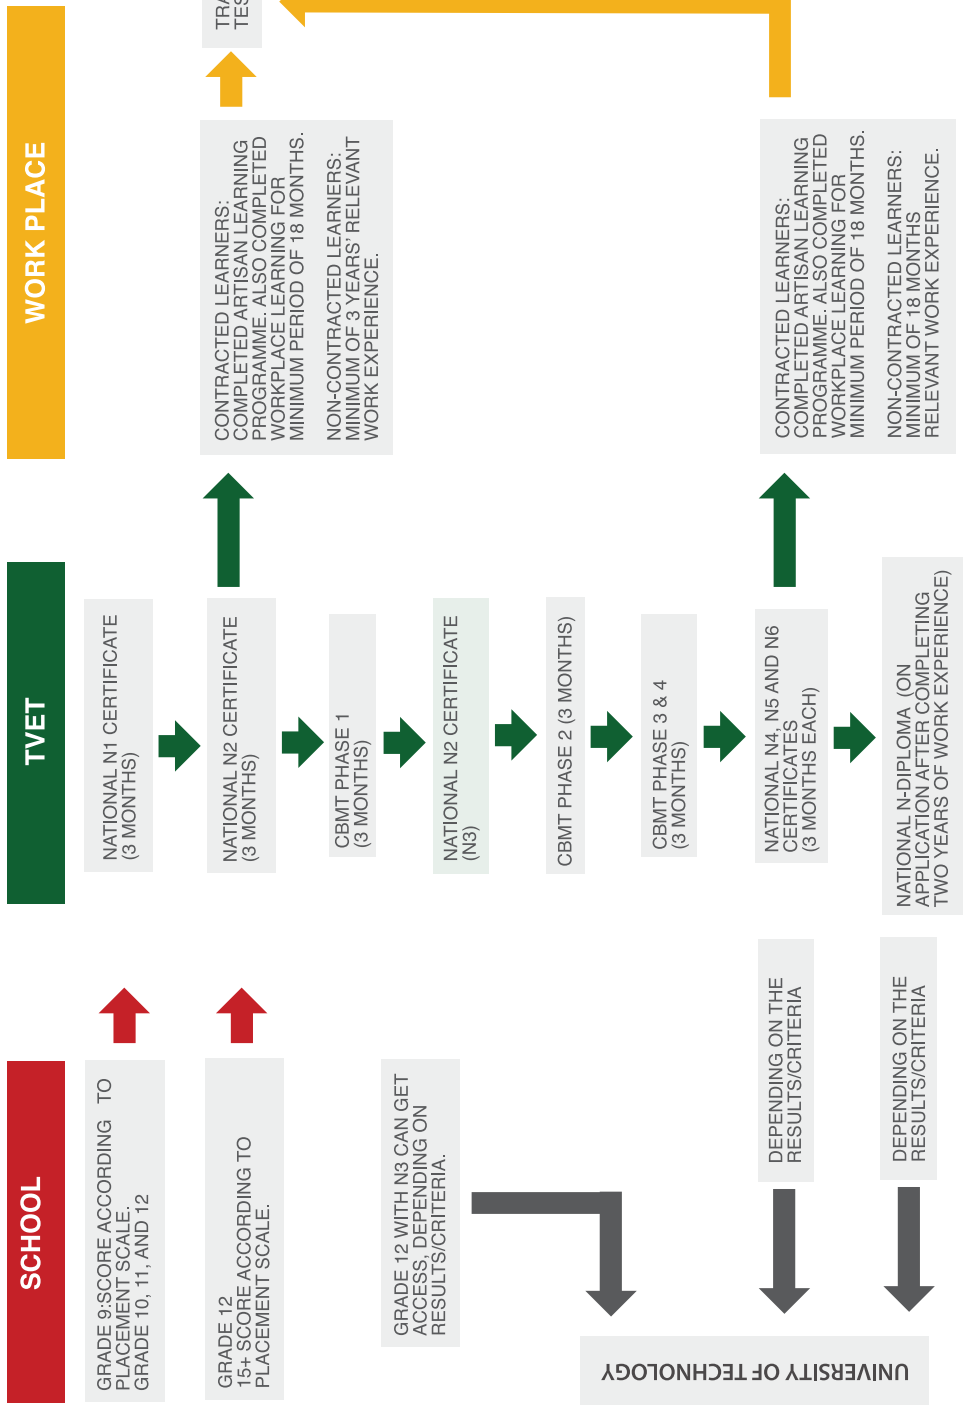 SCHOOL
GRADE 9:SCORE ACCORDING TO
PLACEMENT SCALE.
GRADE 10, 11, AND 12
GRADE 12
15+ SCORE ACCORDING TO
PLACEMENT SCALE.
GRADE 12 WITH N3 CAN GET
ACCESS, DEPENDING ON
RESULTS/CRITERIA.
DEPENDING ON THE
RESULTS/CRITERIA
DEPENDING ON THE
RESULTS/CRITERIA
UNIVERSITY OF TECHNOLOGY
TVET
NATIONAL N1 CERTIFICATE
(3 MONTHS)
NATIONAL N2 CERTIFICATE
(3 MONTHS)
CBMT PHASE 1
(3 MONTHS)
NATIONAL N2 CERTIFICATE
(N3)
CBMT PHASE 2 (3 MONTHS)
CBMT PHASE 3 & 4
(3 MONTHS)
NATIONAL N4, N5 AND N6
CERTIFICATES
(3 MONTHS EACH)
NATIONAL N-DIPLOMA (ON
APPLICATION AFTER COMPLETING
TWO YEARS OF WORK EXPERIENCE)
WORK PLACE
CONTRACTED LEARNERS:
COMPLETED ARTISAN LEARNING
PROGRAMME. ALSO COMPLETED
WORKPLACE LEARNING FOR
MINIMUM PERIOD OF 18 MONTHS.
NON-CONTRACTED LEARNERS:
MINIMUM OF 3 YEARS' RELEVANT
WORK EXPERIENCE.
CONTRACTED LEARNERS:
COMPLETED ARTISAN LEARNING
PROGRAMME. ALSO COMPLETED
WORKPLACE LEARNING FOR
MINIMUM PERIOD OF 18 MONTHS.
NON-CONTRACTED LEARNERS:
MINIMUM OF 18 MONTHS
RELEVANT WORK EXPERIENCE.